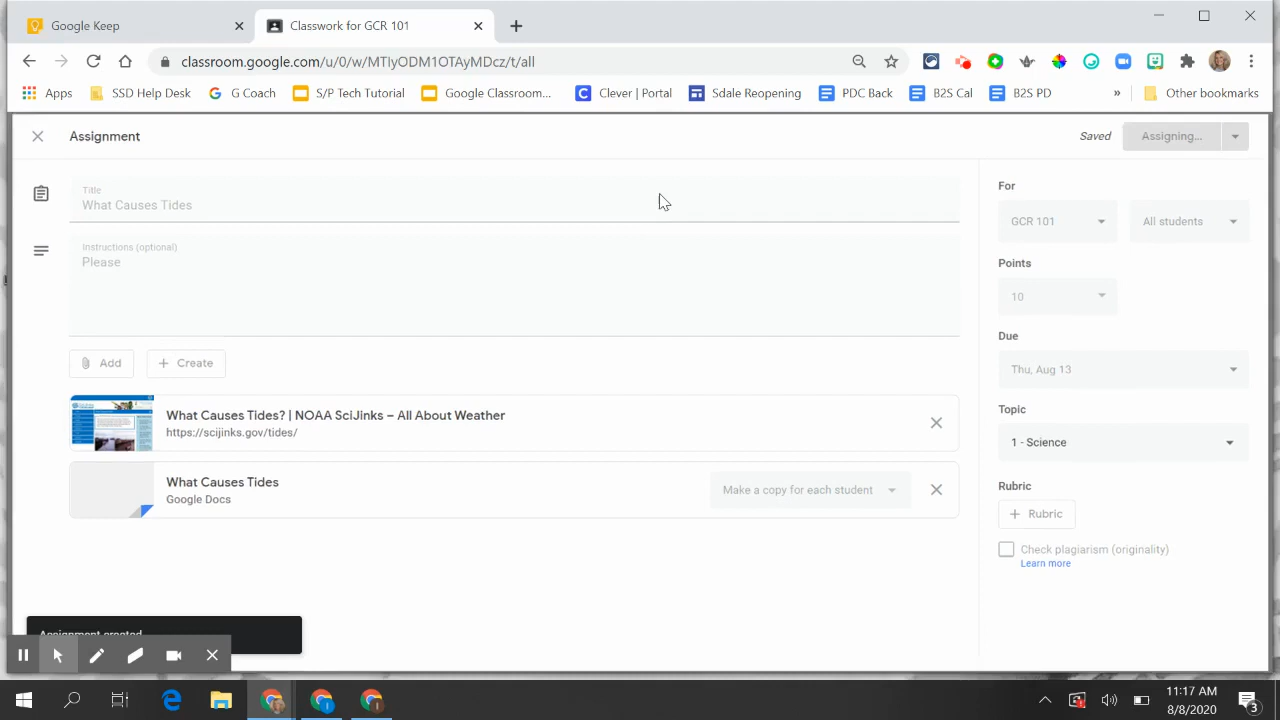 Google Keep
Classwork for GCR 101
classroom.google.com/u/0/w/MTIyODM1OTAyMDcz/t/all
Apps
SSD Help Desk
G Coach
S/P Tech Tutorial
Google Classroom...
Clever | Portal
Sdale Reopening
PDC Back
B2S Cal
B2S PD
»
Other bookmarks
Assignment
Saved
Assigning...
Title
What Causes Tides
Instructions (optional)
Please
Add
Create
What Causes Tides? | NOAA SciJinks – All About Weather
https://scijinks.gov/tides/
What Causes Tides
Google Docs
Make a copy for each student
For
GCR 101
All students
Points
10
Due
Thu, Aug 13
Topic
1 - Science
Rubric
+ Rubric
Check plagiarism (originality)
Learn more
Assignment created
11:17 AM
8/8/2020
3